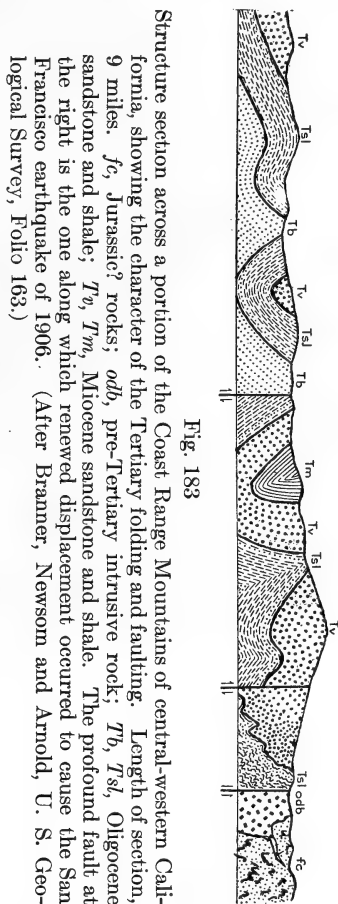 Tv Tsl Tb Tv Tsl Tb Tm Tv Tsl Tv Tsl odb fc
Fig. 183
Structure section across a portion of the Coast Range Mountains of central-western Cali-
fornia, showing the character of the Tertiary folding and faulting. Length of section,
9 miles. fc, Jurassic? rocks; odb, pre-Tertiary intrusive rock; Tb, Tsl, Oligocene
sandstone and shale; Tv, Tm, Miocene sandstone and shale. The profound fault at
the right is the one along which renewed displacement occurred to cause the San
Francisco earthquake of 1906. (After Branner, Newsom and Arnold, U. S. Geo-
logical Survey, Folio 163.)